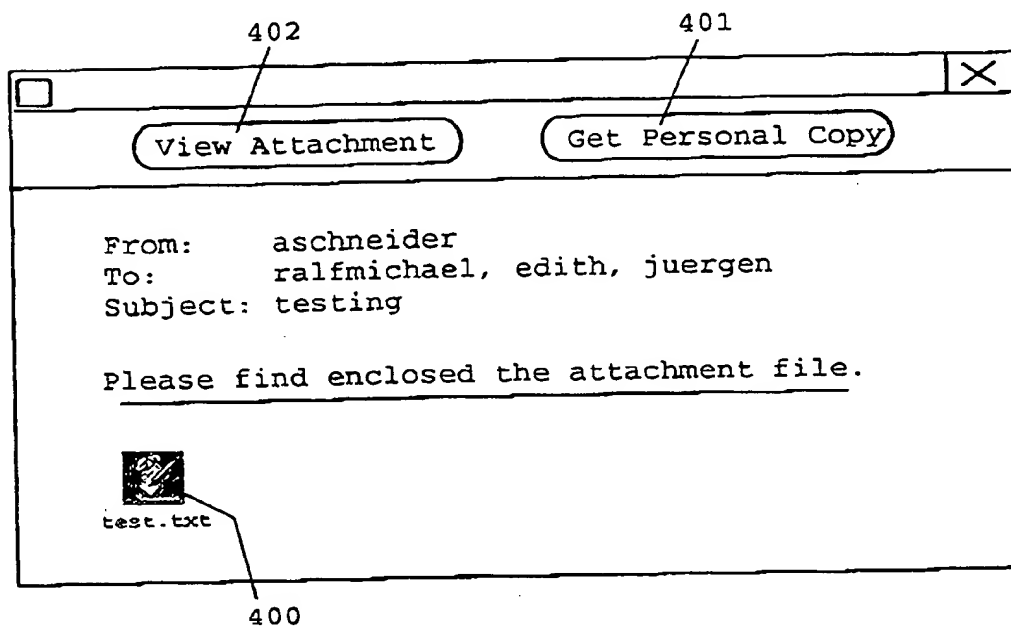 402 401
View Attachment Get Personal Copy
From: aschneider
To: ralfmichael, edith, juergen
Subject: testing
Please find enclosed the attachment file.
test.txt
400